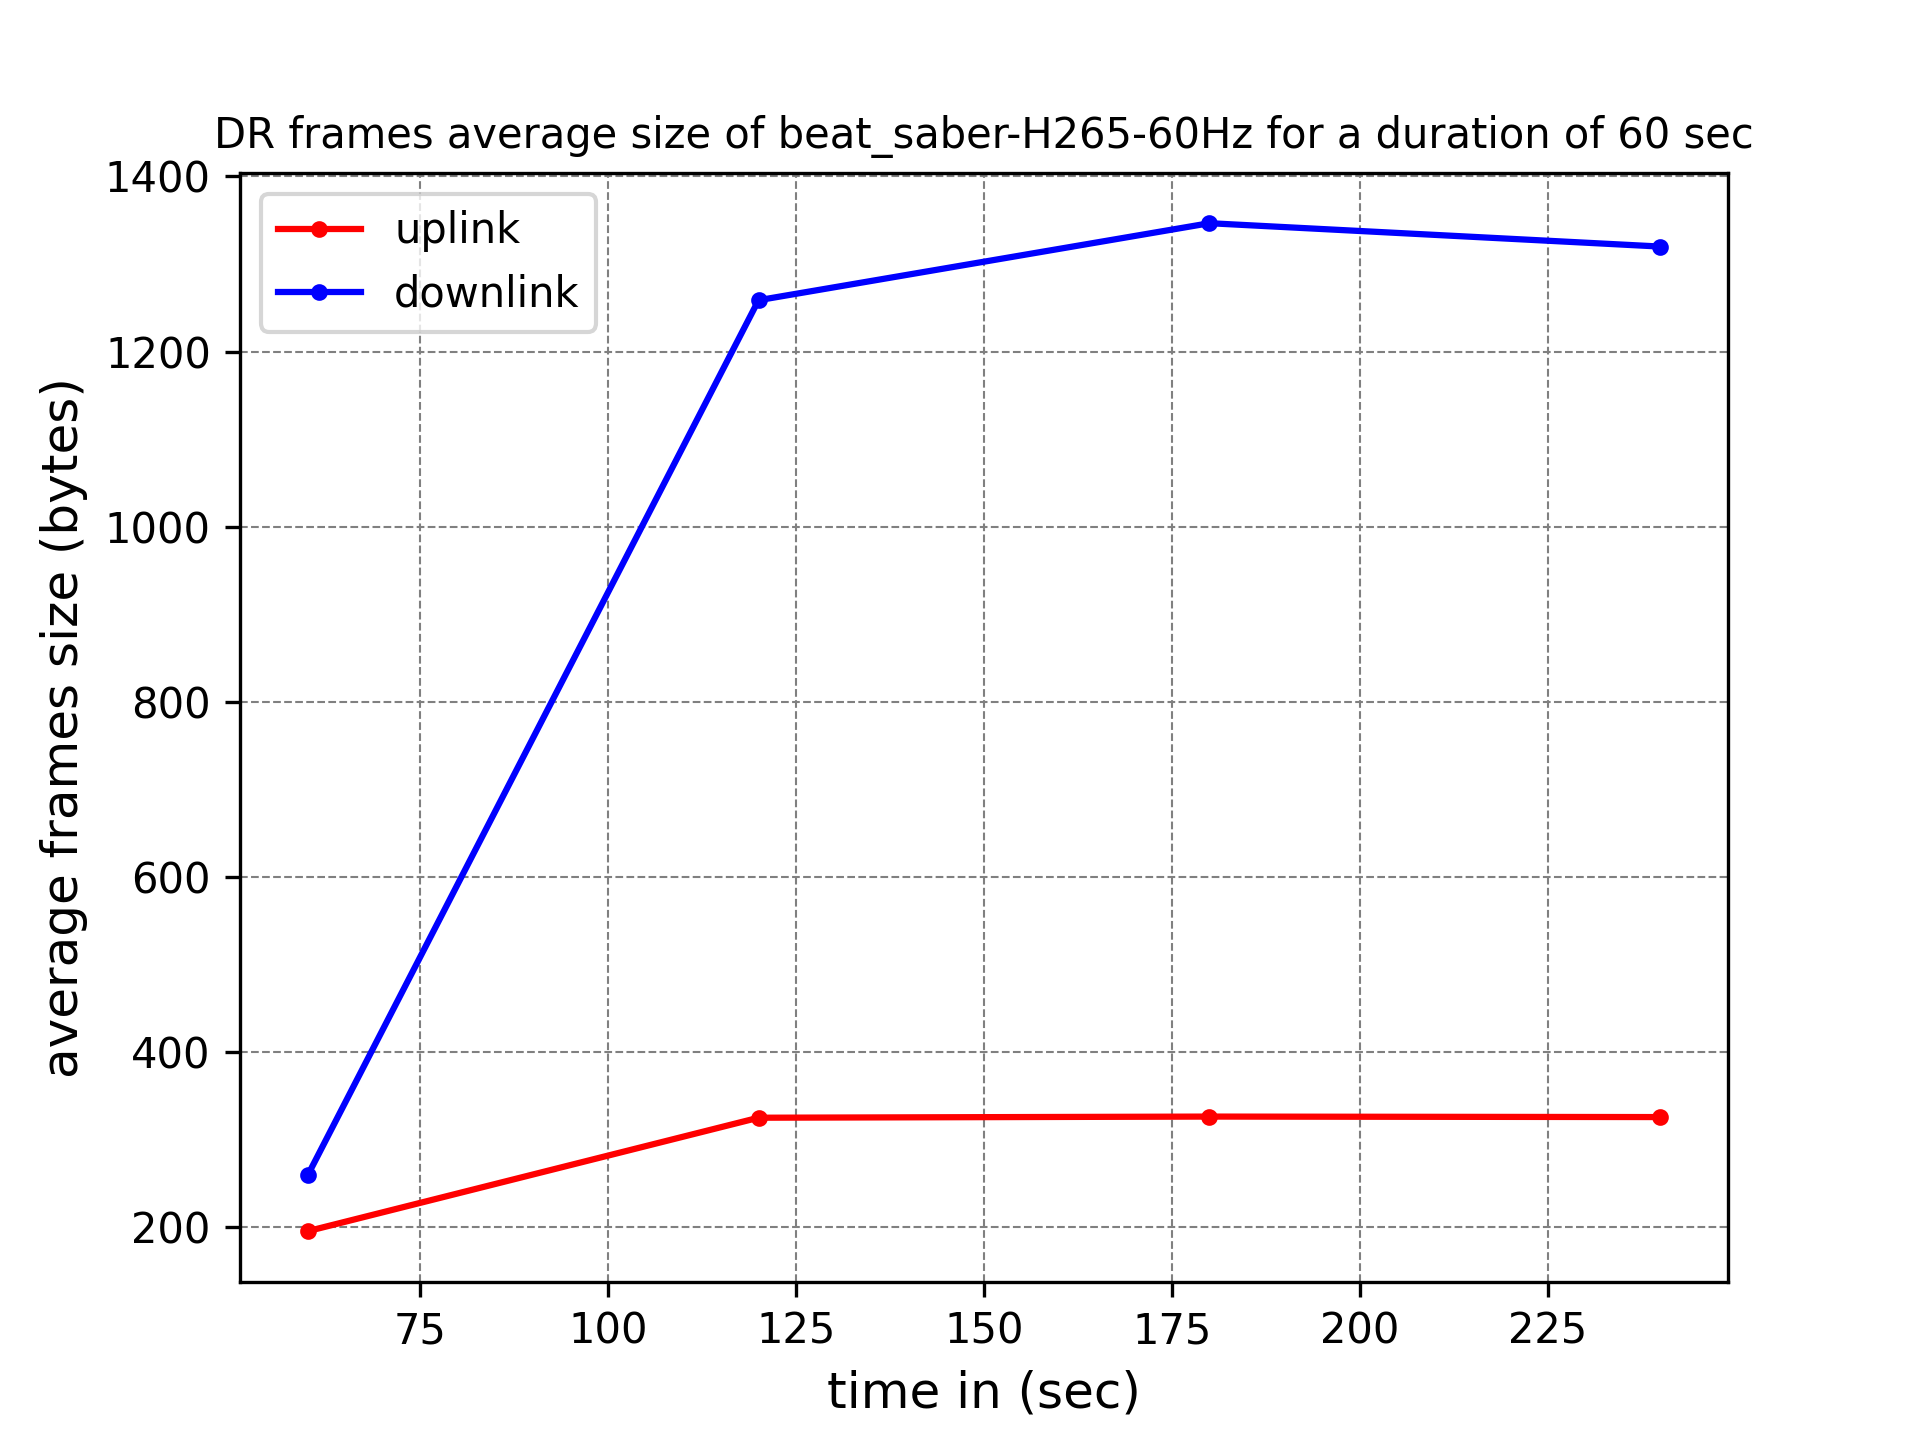 DR frames average size of beat_saber-H265-60Hz for a duration of 60 sec
uplink
downlink
1400
1200
1000
800
600
400
200
average frames size (bytes)
75 100 125 150 175 200 225
time in (sec)